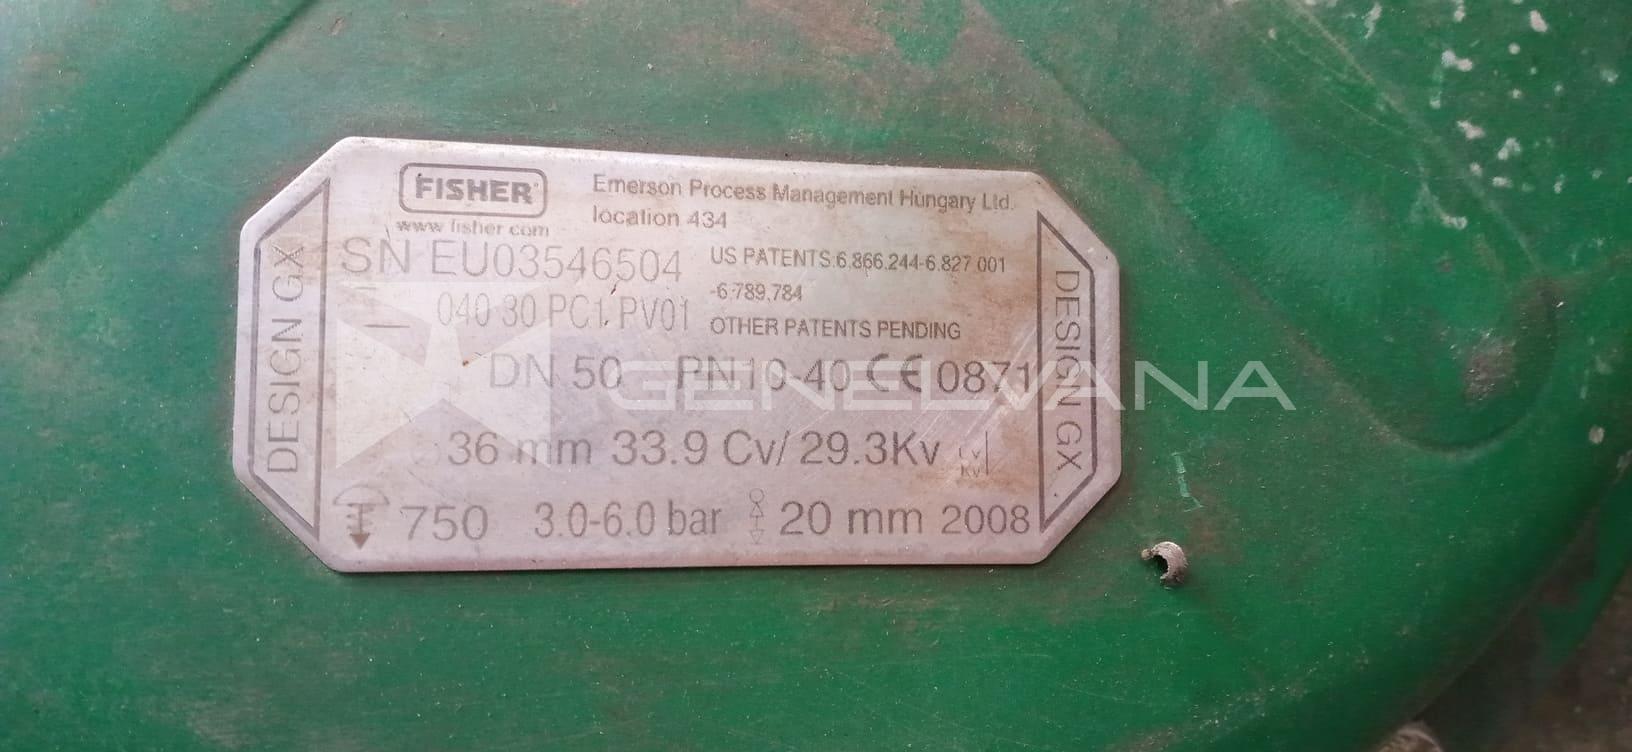 FISHER
www.fisher.com
Emerson Process Management Hungary Ltd.
location 434
SN EU03546504
US PATENTS:6.866.244-6.827.001
-6.789.784
040 30 PC1. PV01
OTHER PATENTS PENDING
DN 50 PN10-40 CE 0871
GENELVANA
36 mm 33.9 Cv/ 29.3Kv Cv Kv
750 3.0-6.0 bar 20 mm 2008
DESIGN GX
DESIGN GX